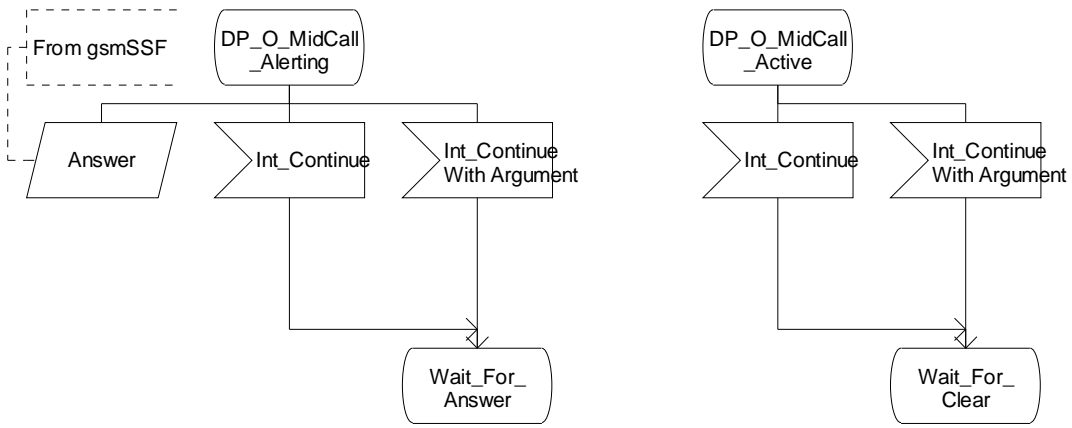 From gsmSSF
DP_O_MidCall
_Alerting
DP_O_MidCall
_Active
Answer
Int_Continue
Int_Continue
With Argument
Int_Continue
Int_Continue
With Argument
Wait_For_
Answer
Wait_For_
Clear